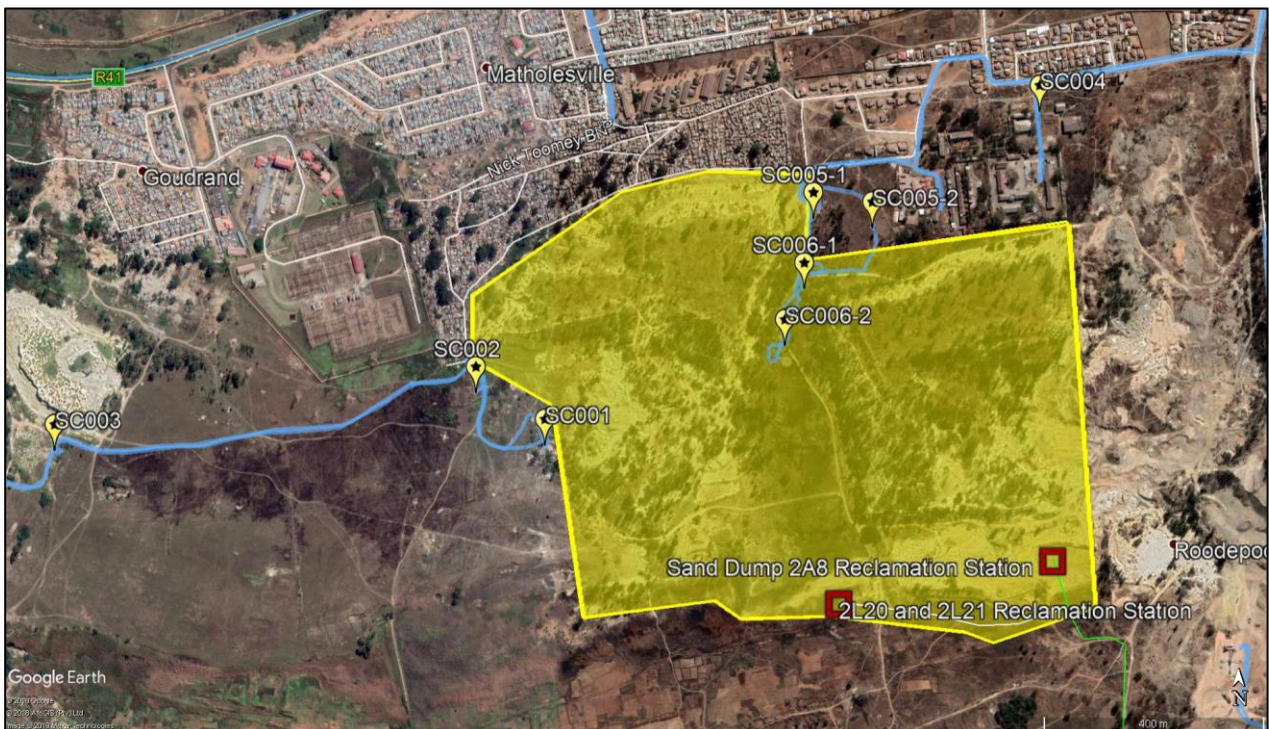 R41
Matholesville
SC004
Nick Toomey Blvd
Goudrand
SC005-1
SC005-2
SC006-1
SC006-2
SC002
SC001
SC003
Roodepoo
Sand Dump 2A8 Reclamation Station
2L20 and 2L21 Reclamation Station
Google Earth
400 m
N